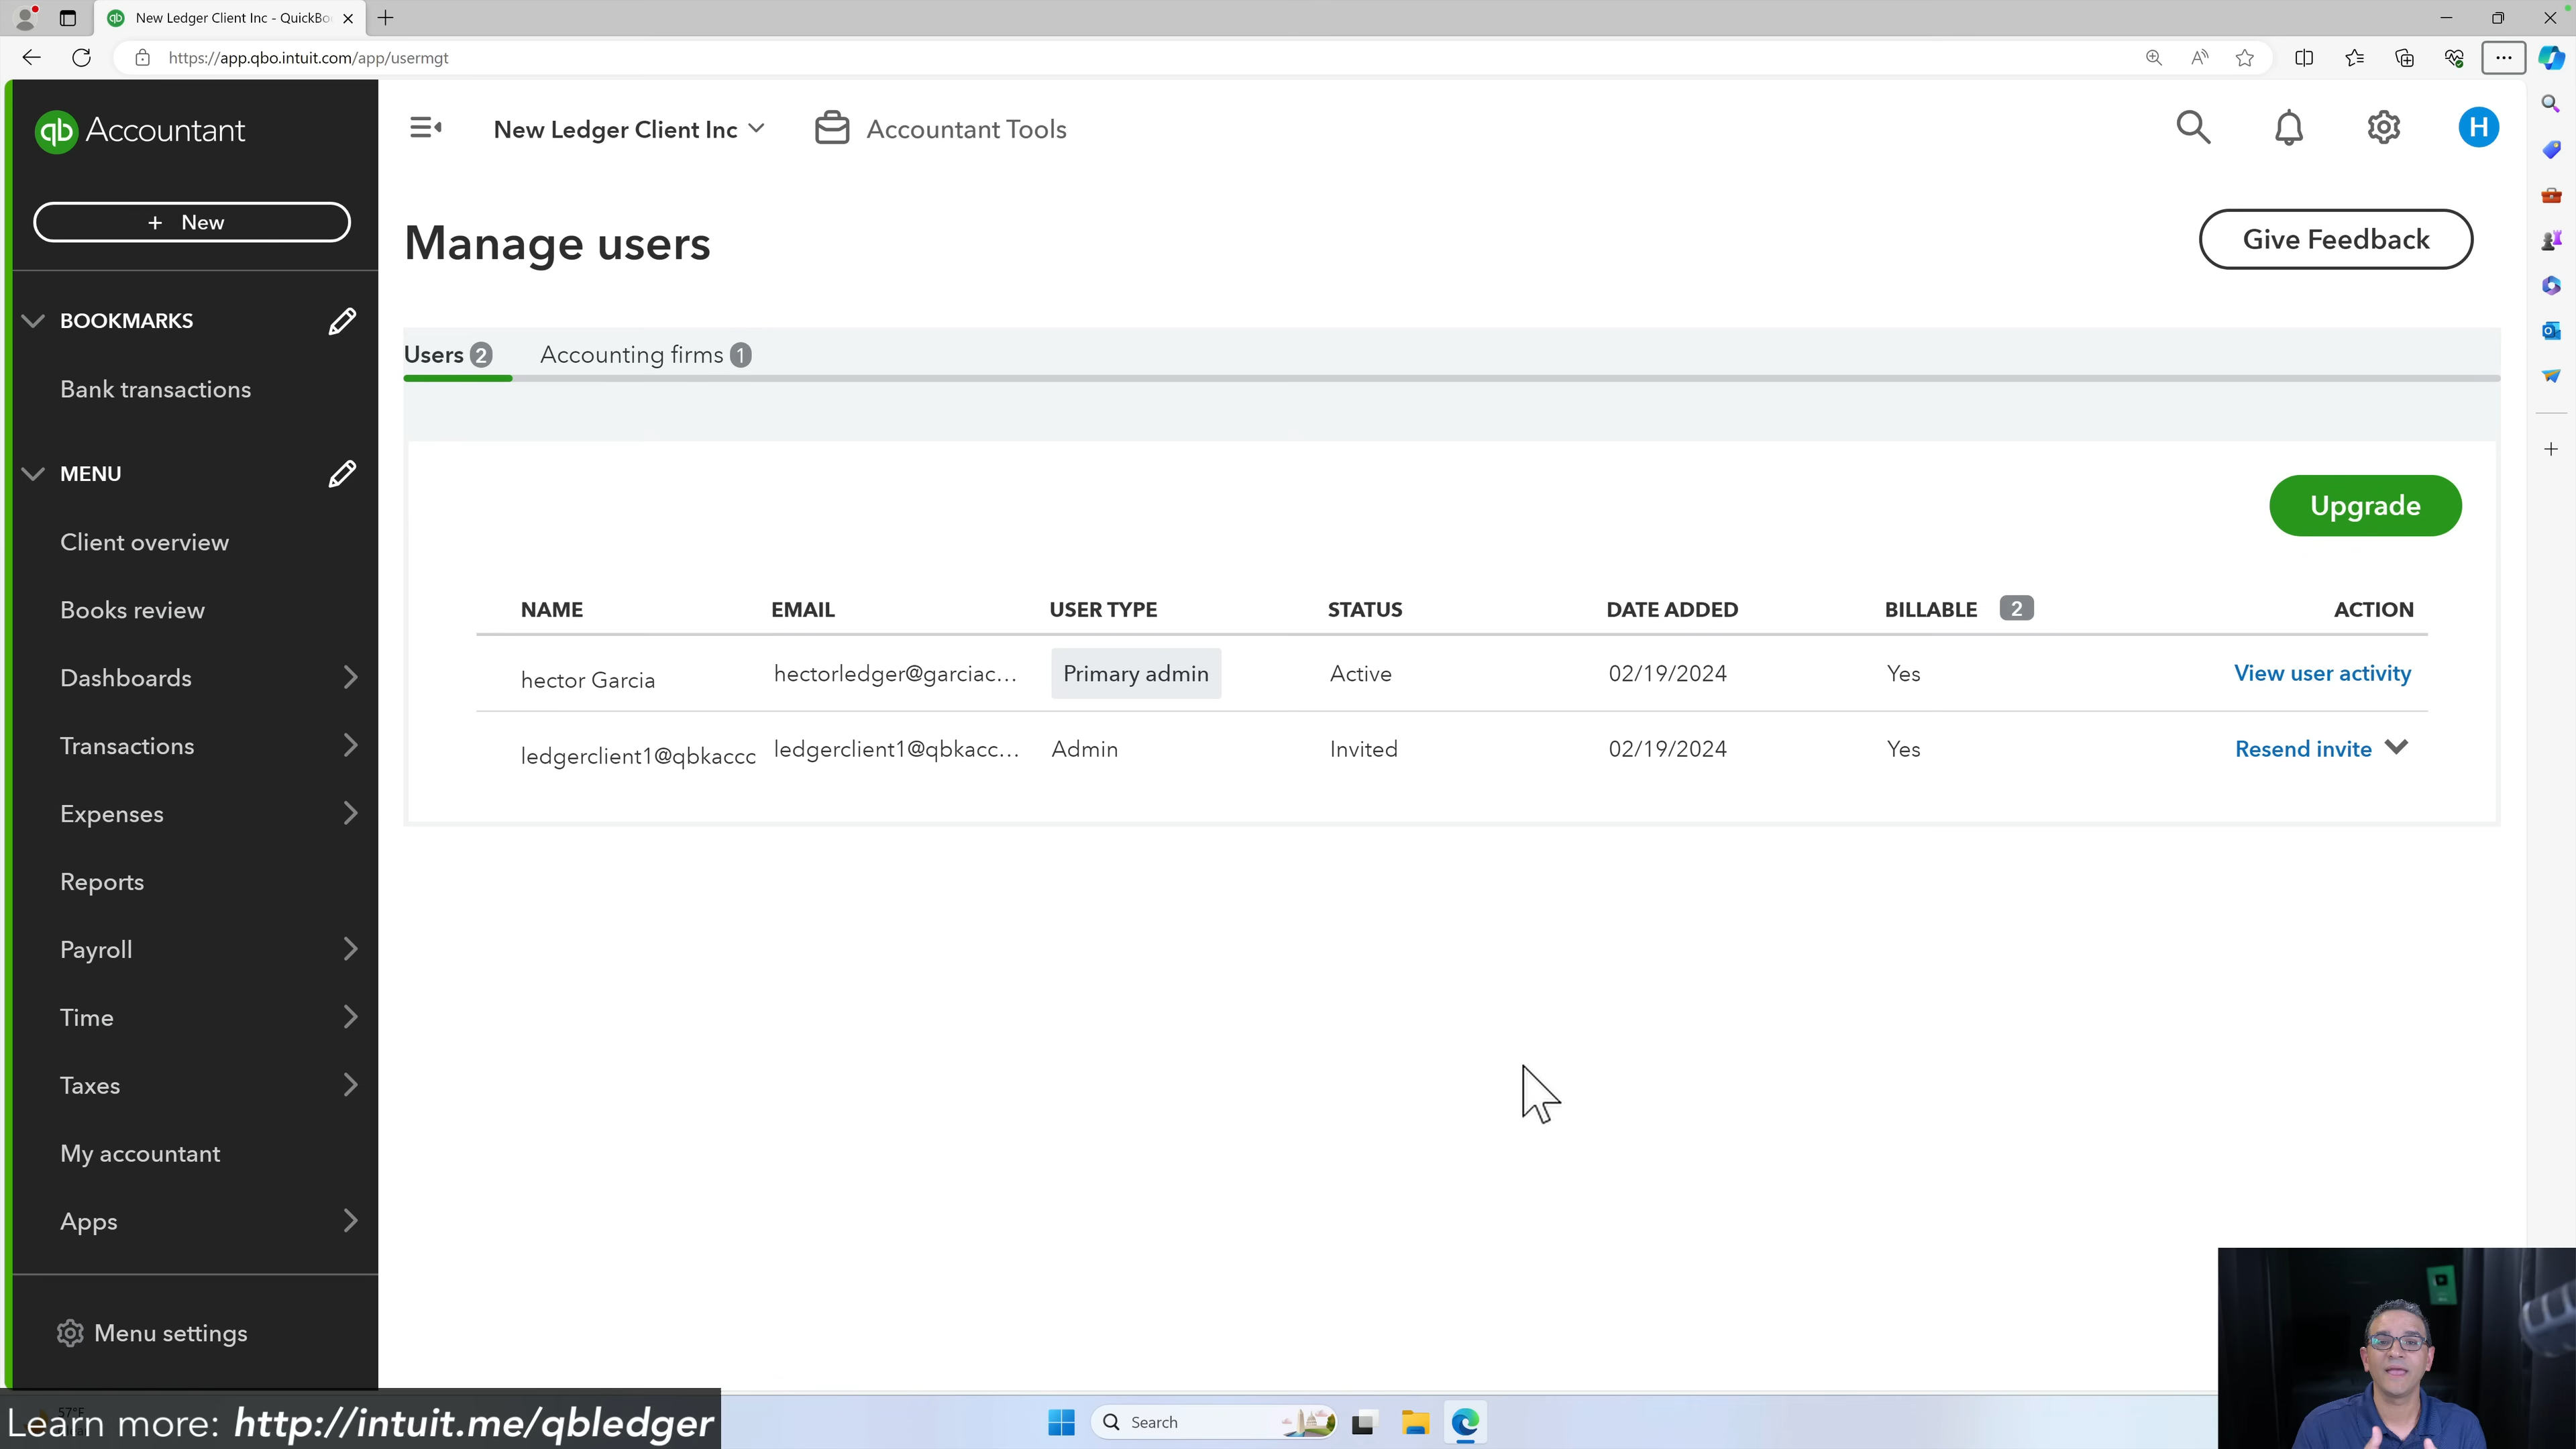 New Ledger Client Inc - QuickBo
https://app.qbo.intuit.com/app/usermgt
qb Accountant
New Ledger Client Inc
Accountant Tools
H
+ New
Manage users
Give Feedback
BOOKMARKS
Bank transactions
Users 2
Accounting firms 1
MENU
Client overview
Books review
Dashboards
Transactions
Expenses
Reports
Payroll
Time
Taxes
My accountant
Apps
Menu settings
Upgrade
NAME EMAIL USER TYPE STATUS DATE ADDED BILLABLE 2 ACTION
hector Garcia hectorledger@garciac... Primary admin Active 02/19/2024 Yes View user activity
ledgerclient1@qbkaccc ledgerclient1@qbkacc... Admin Invited 02/19/2024 Yes Resend invite
57°F
Learn more: http://intuit.me/qbledger
Search